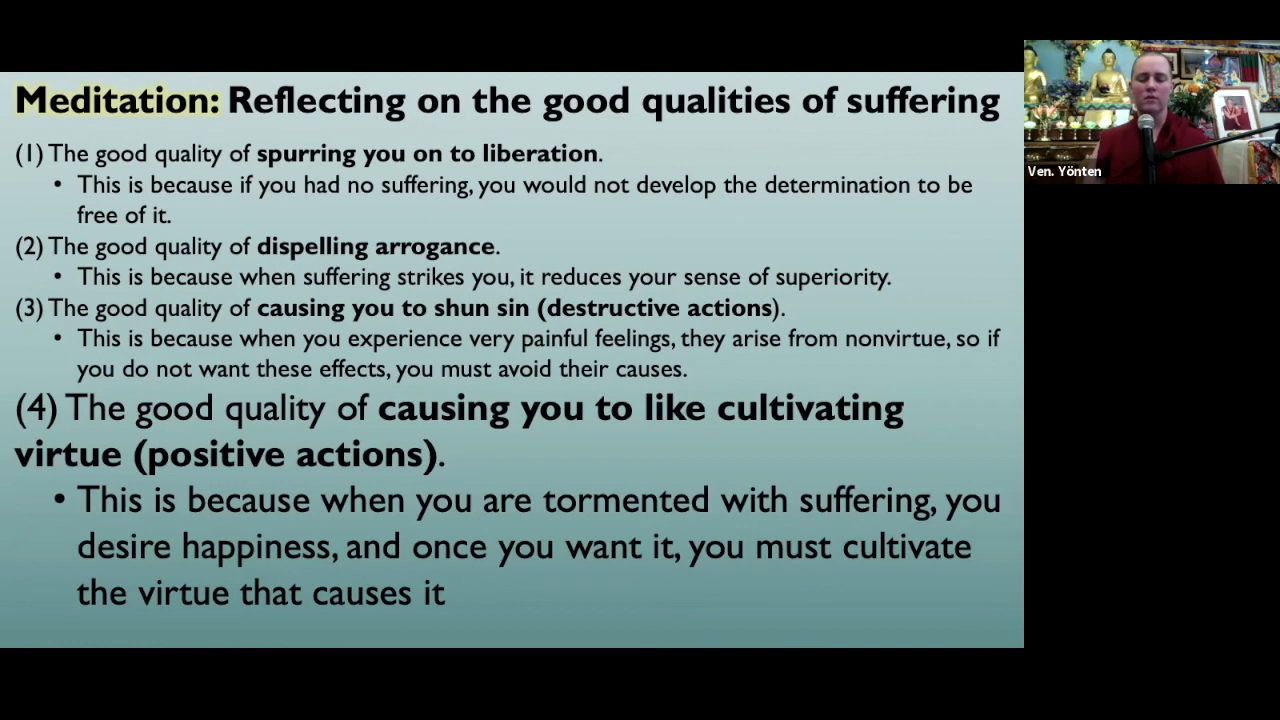 Meditation: Reflecting on the good qualities of suffering
(1) The good quality of spurring you on to liberation.
• This is because if you had no suffering, you would not develop the determination to be
free of it.
(2) The good quality of dispelling arrogance.
• This is because when suffering strikes you, it reduces your sense of superiority.
(3) The good quality of causing you to shun sin (destructive actions).
• This is because when you experience very painful feelings, they arise from nonvirtue, so if
you do not want these effects, you must avoid their causes.
(4) The good quality of causing you to like cultivating
virtue (positive actions).
• This is because when you are tormented with suffering, you
desire happiness, and once you want it, you must cultivate
the virtue that causes it
Ven. Yönten